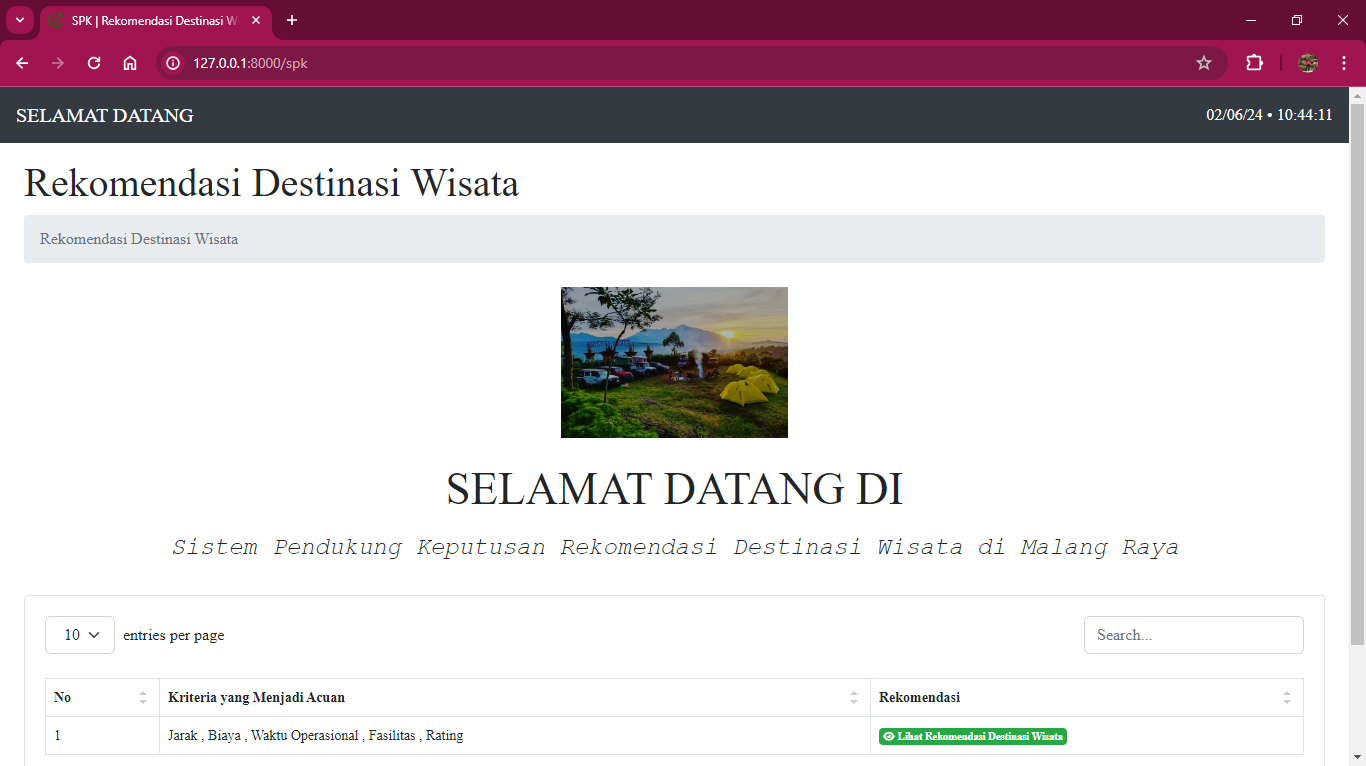 SPK | Rekomendasi Destinasi W
127.0.0.1:8000/spk
SELAMAT DATANG
02/06/24 • 10:44:11
Rekomendasi Destinasi Wisata
Rekomendasi Destinasi Wisata
SELAMAT DATANG DI
Sistem Pendukung Keputusan Rekomendasi Destinasi Wisata di Malang Raya
10 entries per page
Search...
No Kriteria yang Menjadi Acuan Rekomendasi
1 Jarak , Biaya , Waktu Operasional , Fasilitas , Rating Lihat Rekomendasi Destinasi Wisata